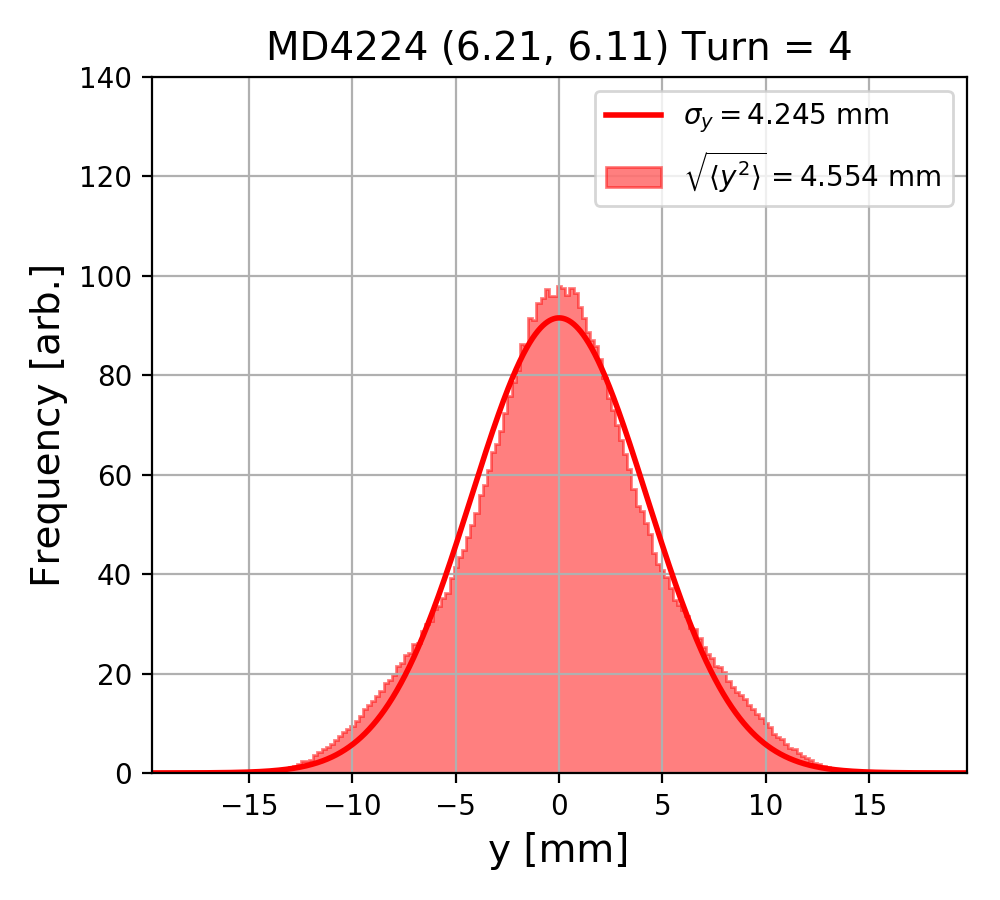 MD4224 (6.21, 6.11) Turn = 4
140
120
100
80
60
40
20
0
Frequency [arb.]
σ_y = 4.245 mm
√⟨y²⟩ = 4.554 mm
−15 −10 −5 0 5 10 15
y [mm]